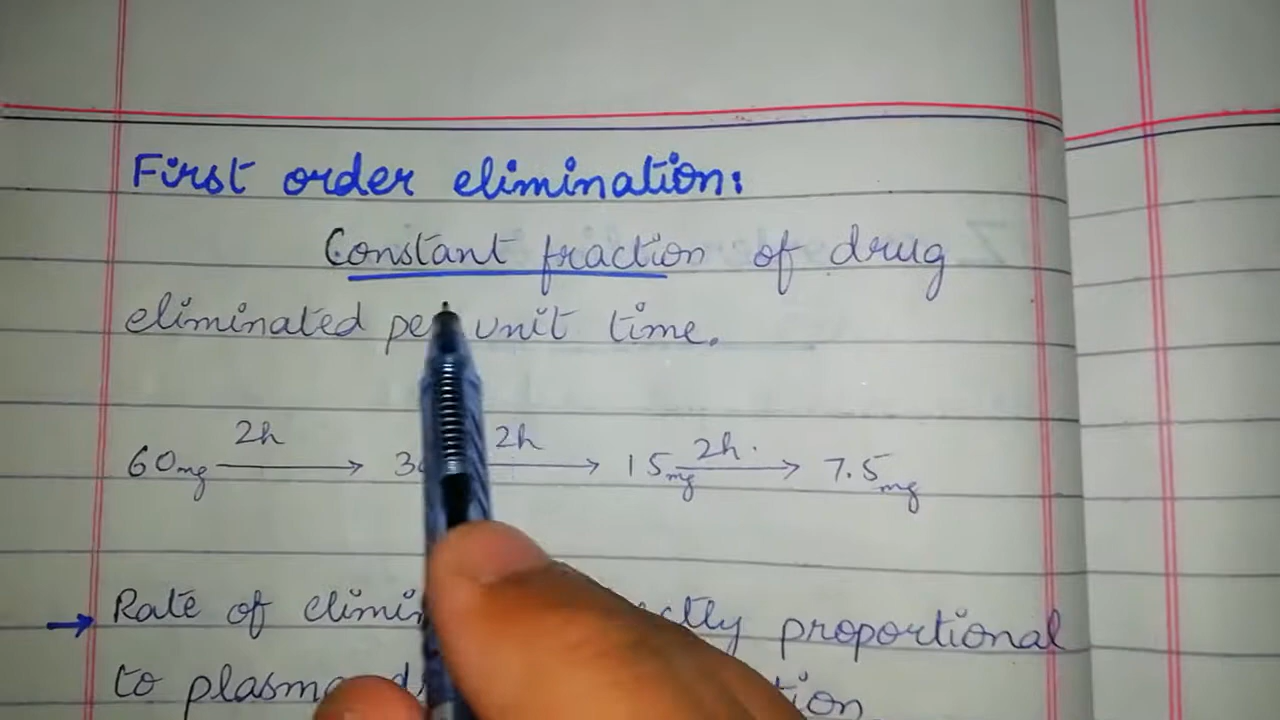 First order elimination:
Constant fraction of drug
eliminated unit time.
2h 2h 2h.
60mg → → 15mg → 7.5mg
→ Rate of proportional
to plasma